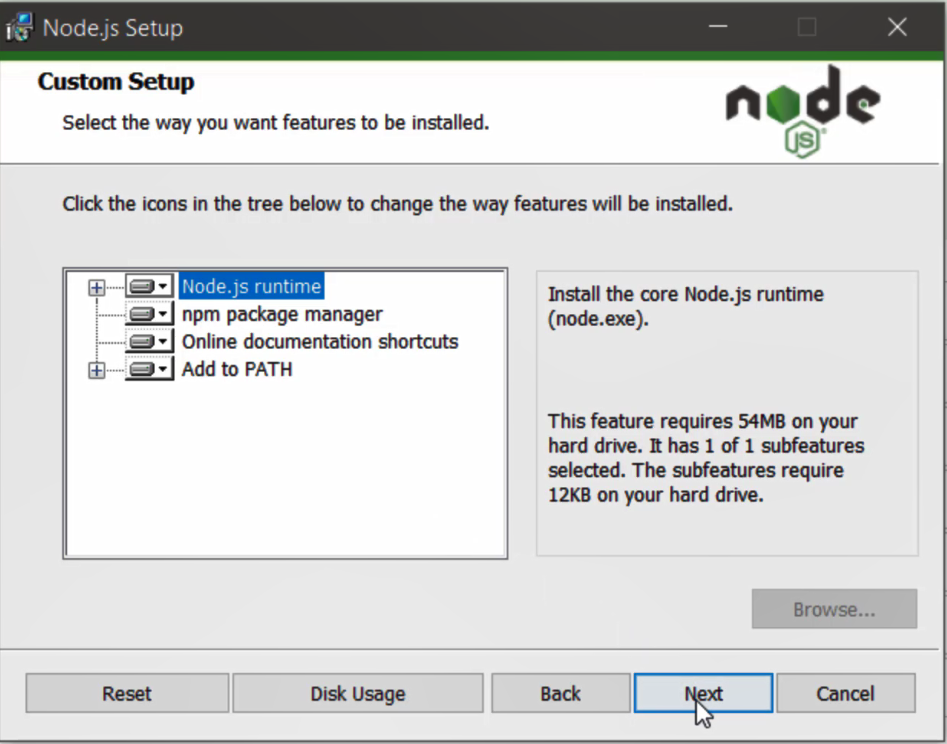 Node.js Setup
Custom Setup
Select the way you want features to be installed.
node
JS
Click the icons in the tree below to change the way features will be installed.
Node.js runtime
npm package manager
Online documentation shortcuts
Add to PATH
Install the core Node.js runtime
(node.exe).
This feature requires 54MB on your
hard drive. It has 1 of 1 subfeatures
selected. The subfeatures require
12KB on your hard drive.
Browse...
Reset
Disk Usage
Back
Next
Cancel